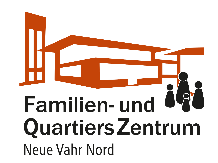 Familien- und
QuartiersZentrum
Neue Vahr Nord